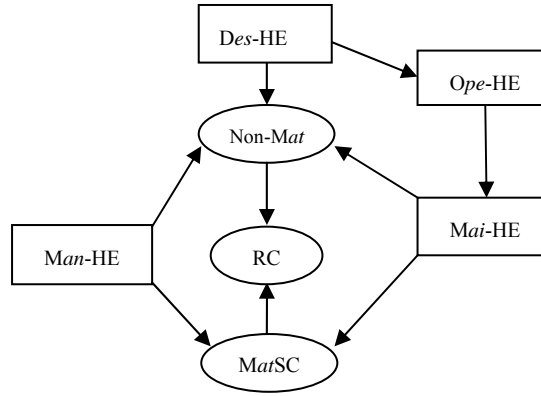 Des-HE
Ope-HE
Non-Mat
Mai-HE
Man-HE
RC
MatSC